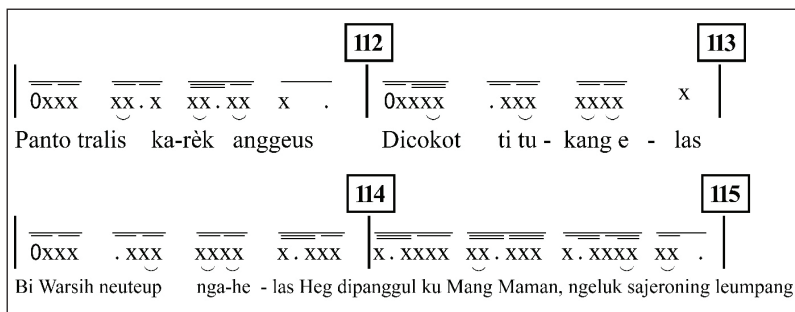 112 113
0xxx xx.x xx.xx x . 0xxxx .xxx xxxx x
Panto tralis ka-rèk anggeus Dicokot ti tu - kang e - las
114 115
0xxx .xxx xxxx x.xxx x.xxxx xx.xxx x.xxxx xx .
Bi Warsih neuteup nga-he - las Heg dipanggul ku Mang Maman, ngeluk sajeroning leumpang